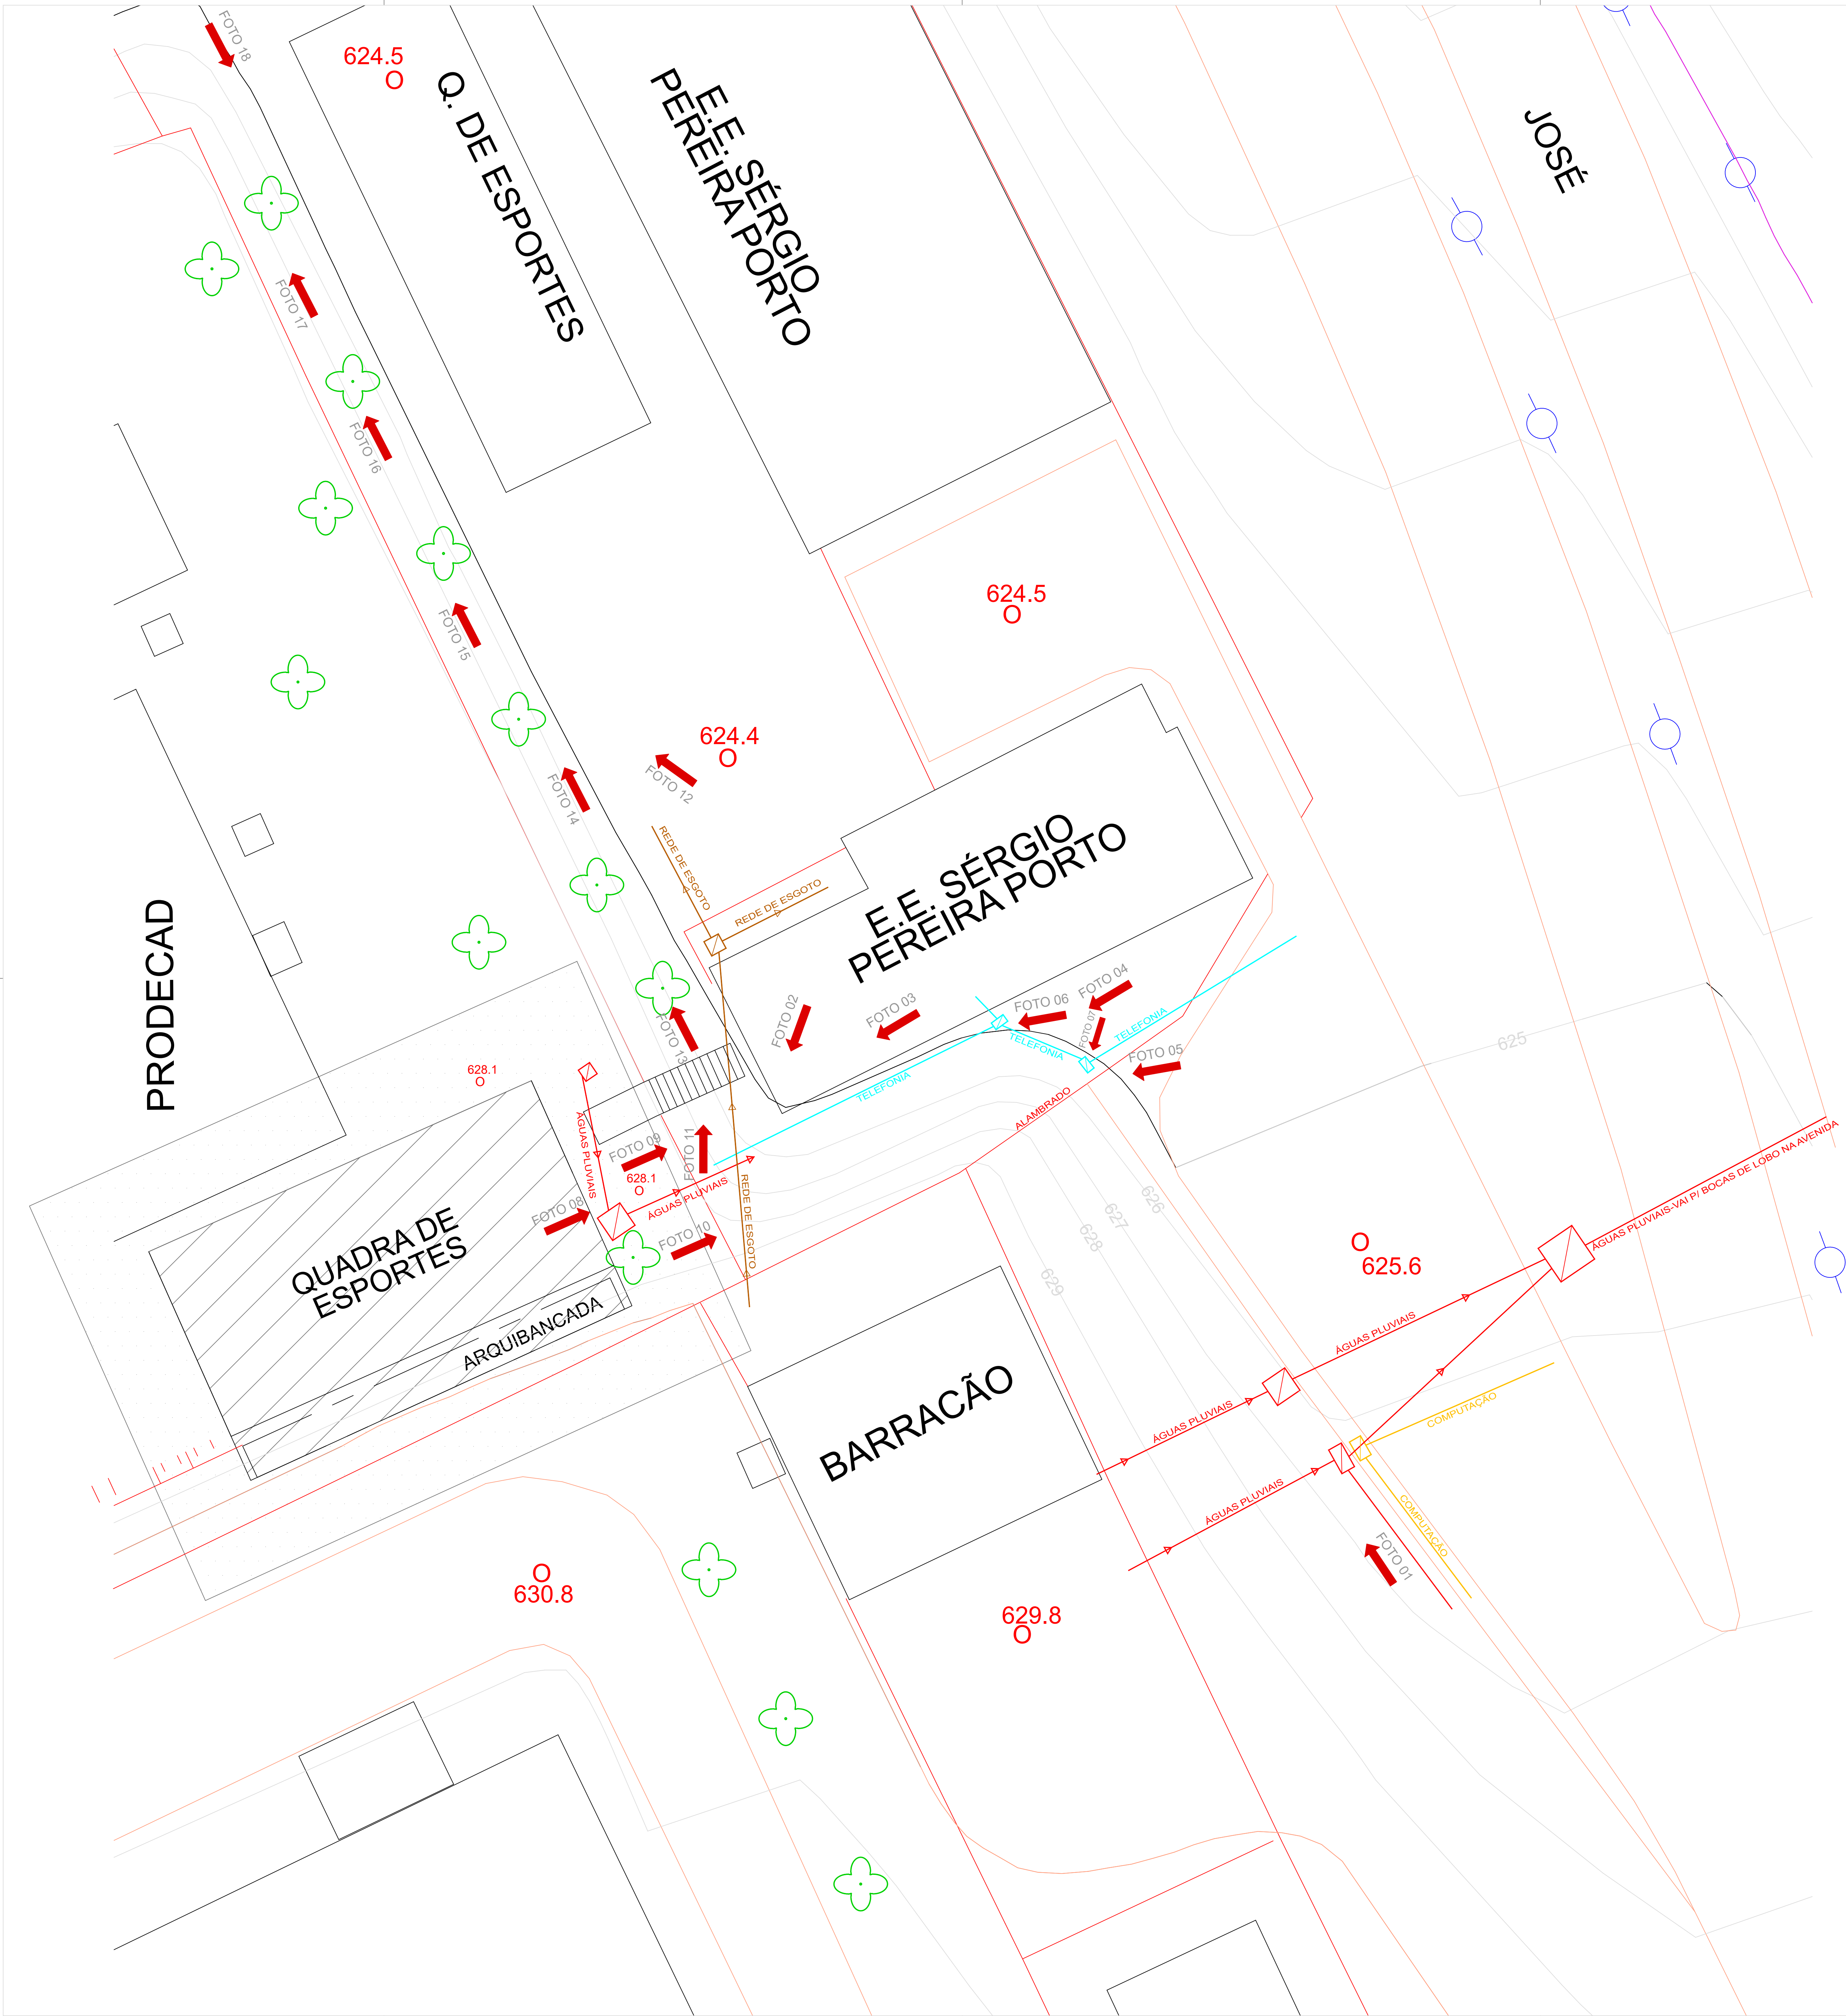 FOTO 18
624.5
Q. DE ESPORTES
E.E. SÉRGIO
PEREIRA PORTO
JOSÉ
FOTO 17
FOTO 16
FOTO 15
624.5
624.4
FOTO 12
FOTO 14
REDE DE ESGOTO
REDE DE ESGOTO
E.E. SÉRGIO
PEREIRA PORTO
PRODECAD
FOTO 02
FOTO 03
FOTO 06
FOTO 04
FOTO 07
TELEFONIA
TELEFONIA
FOTO 05
FOTO 13
625
628.1
TELEFONIA
ALAMBRADO
ÁGUAS PLUVIAIS
FOTO 09
FOTO 11
628.1
ÁGUAS PLUVIAIS
REDE DE ESGOTO
FOTO 08
FOTO 10
626
627
628
629
625.6
ÁGUAS PLUVIAIS-VAI P/ BOCAS DE LOBO NA AVENIDA
QUADRA DE
ESPORTES
ARQUIBANCADA
ÁGUAS PLUVIAIS
BARRACÃO
ÁGUAS PLUVIAIS
COMPUTAÇÃO
ÁGUAS PLUVIAIS
COMPUTAÇÃO
FOTO 01
630.8
629.8